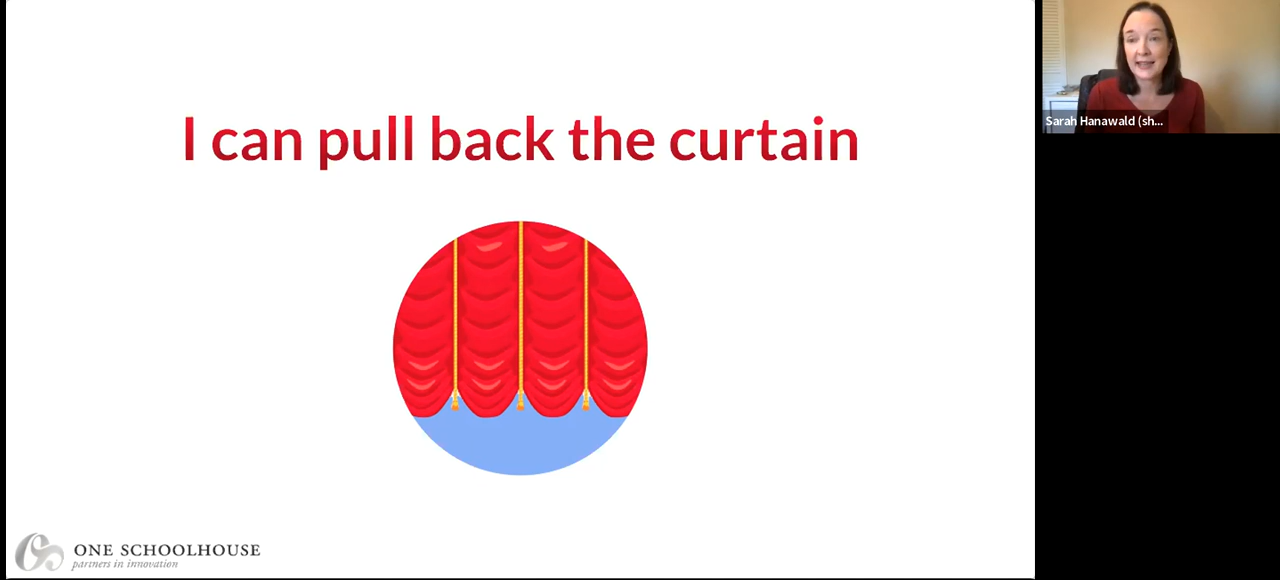 I can pull back the curtain
Sarah Hanawald (sh...
ONE SCHOOLHOUSE
partners in innovation